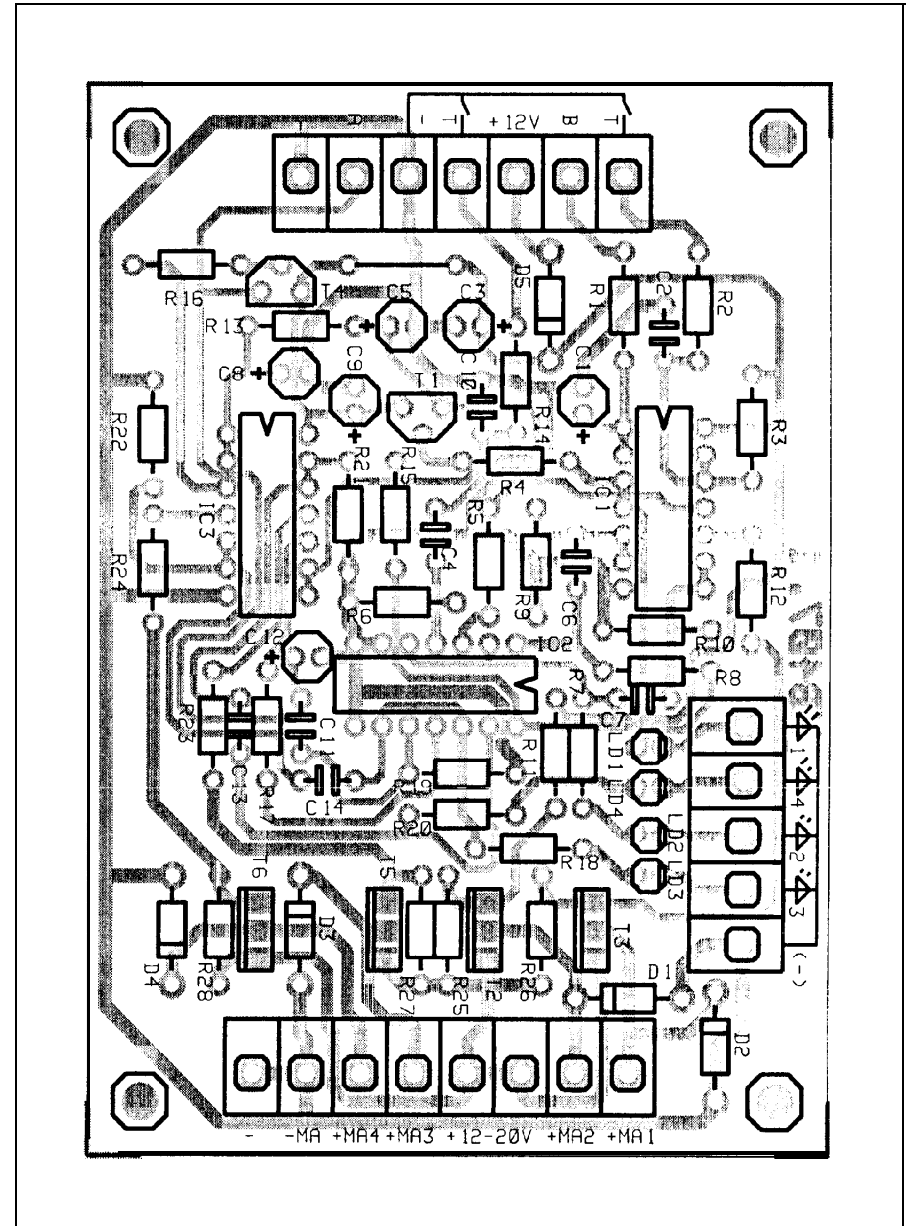 T A - T +12V B T
R16
T4
C5
C3
D5
R1
C2
R2
R13
C8
C9
T1
C10
R14
C1
R22
R21
R15
R4
R3
IC3
IC1
R5
C4
R24
R6
R9
C6
R12
C12
IC2
R10
R8
R23
C13
R17
C11
C14
R19
R20
R11
R7
C7
LD1
LD4
LD2
LD3
1
4
2
3
(-)
R18
T6
T5
D4
R28
D3
R27
R25
T2
R26
T3
D1
D2
- -MA +MA4 +MA3 +12-20V +MA2 +MA1